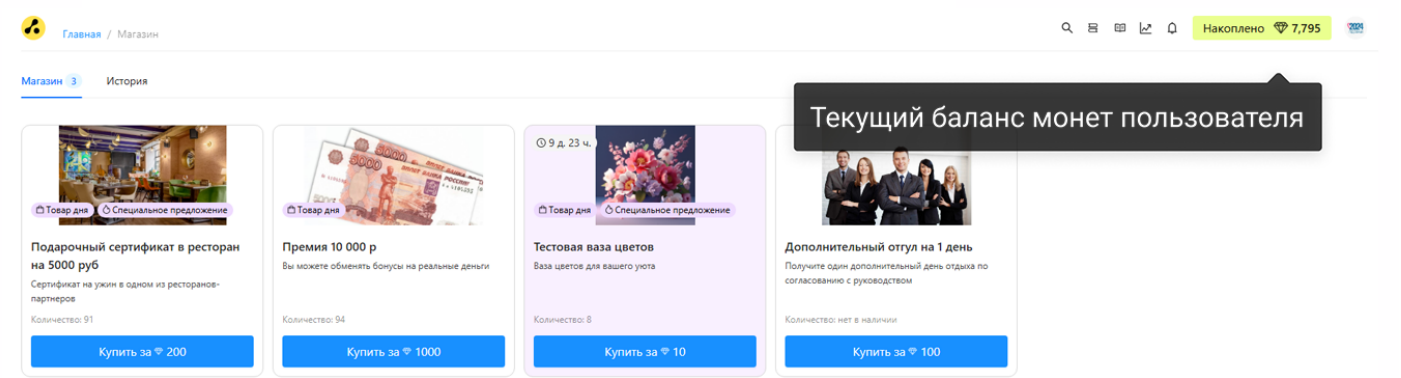 Главная / Магазин
Накоплено 7,795
Магазин 3 История
Текущий баланс монет пользователя
9 д. 23 ч.
Товар дня Специальное предложение
Товар дня
Товар дня Специальное предложение
Подарочный сертификат в ресторан
на 5000 руб
Сертификат на ужин в одном из ресторанов-
партнеров
Количество: 91
Купить за 200
Премия 10 000 р
Вы можете обменять бонусы на реальные деньги
Количество: 94
Купить за 1000
Тестовая ваза цветов
Ваза цветов для вашего уюта
Количество: 8
Купить за 10
Дополнительный отгул на 1 день
Получите один дополнительный день отдыха по
согласованию с руководством
Количество: нет в наличии
Купить за 100